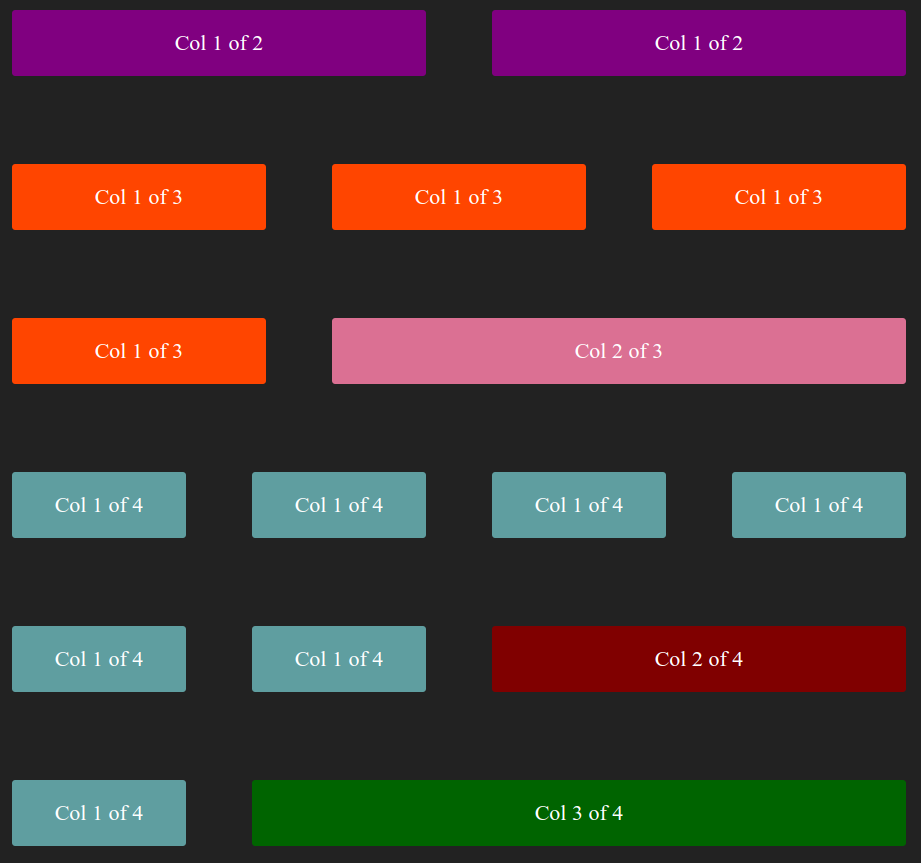 Col 1 of 2 Col 1 of 2
Col 1 of 3 Col 1 of 3 Col 1 of 3
Col 1 of 3 Col 2 of 3
Col 1 of 4 Col 1 of 4 Col 1 of 4 Col 1 of 4
Col 1 of 4 Col 1 of 4 Col 2 of 4
Col 1 of 4 Col 3 of 4